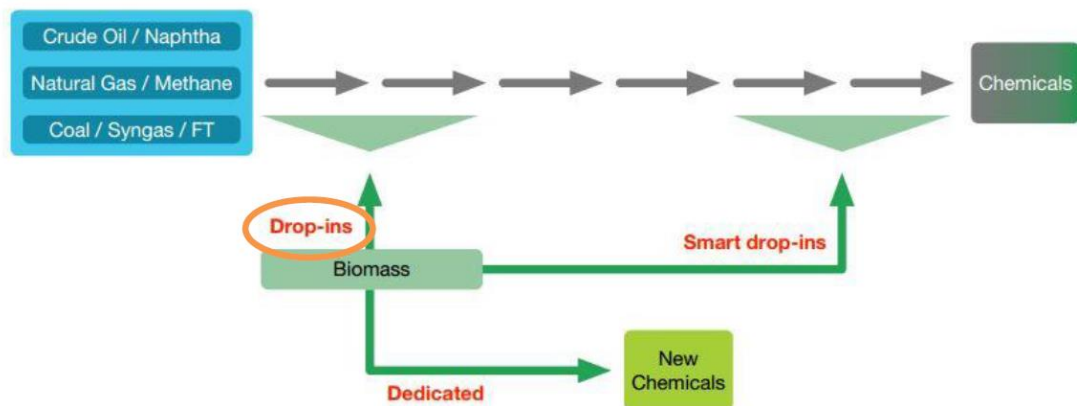 Crude Oil / Naphtha
Natural Gas / Methane
Coal / Syngas / FT
Chemicals
Drop-ins
Smart drop-ins
Biomass
New
Chemicals
Dedicated